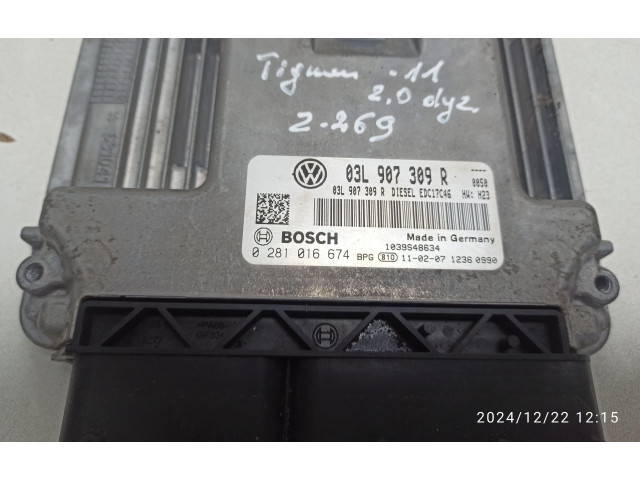 Tiguan -11
2.0 dyz.
2-269
03L 907 309 R
----
0050
03L 907 309 R DIESEL EDC17C46 HW: H23
BOSCH
Made in Germany
1039S48634
0 281 016 674 BPG 810 11-02-07 1236 0990
2024/12/22 12:15